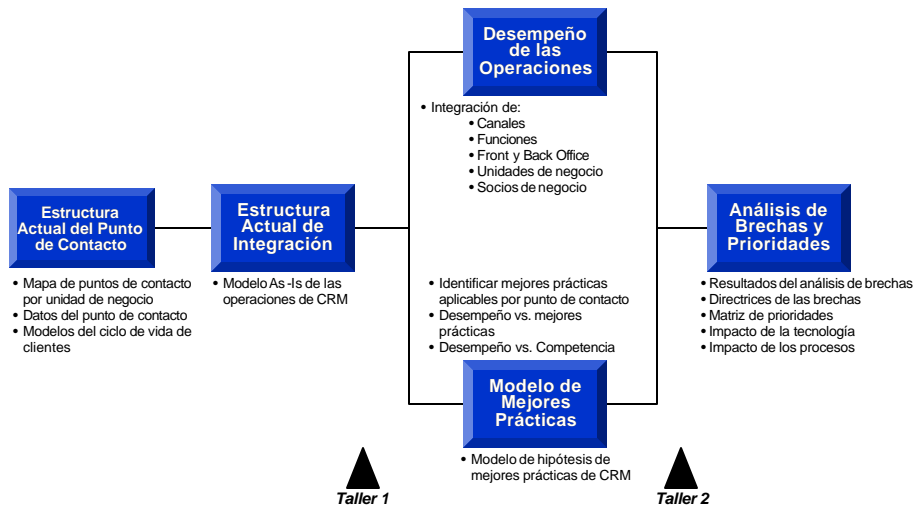 Estructura
Actual del Punto
de Contacto
• Mapa de puntos de contacto
por unidad de negocio
• Datos del punto de contacto
• Modelos del ciclo de vida de
clientes
Estructura
Actual de
Integración
• Modelo As-Is de las
operaciones de CRM
Desempeño
de las
Operaciones
• Integración de:
• Canales
• Funciones
• Front y Back Office
• Unidades de negocio
• Socios de negocio
• Identificar mejores prácticas
aplicables por punto de contacto
• Desempeño vs. mejores
prácticas
• Desempeño vs. Competencia
Modelo de
Mejores
Prácticas
• Modelo de hipótesis de
mejores prácticas de CRM
Análisis de
Brechas y
Prioridades
• Resultados del análisis de brechas
• Directrices de las brechas
• Matriz de prioridades
• Impacto de la tecnología
• Impacto de los procesos
Taller 1
Taller 2